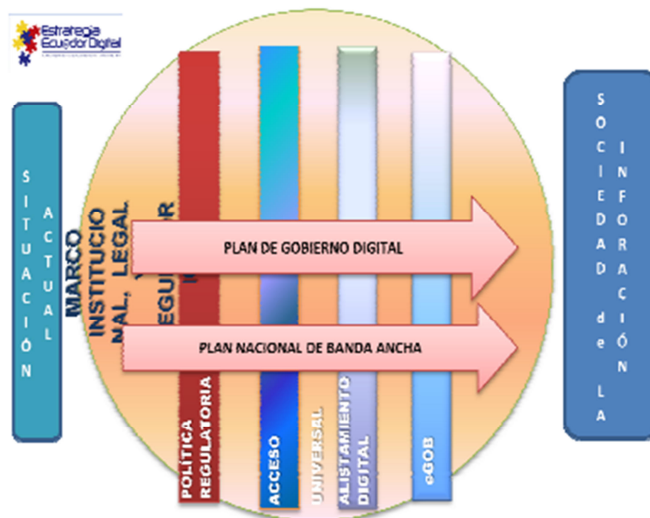 Estrategia
Ecuador Digital
SITUACIÓN
ACTUAL
MARCO
INSTITUCIO
NAL, LEGAL
PLAN DE GOBIERNO DIGITAL
PLAN NACIONAL DE BANDA ANCHA
POLÍTICA
REGULATORIA
ACCESO
UNIVERSAL
ALISTAMIENTO
DIGITAL
eGOB
SOCIEDAD de LA
INFORACIÓN